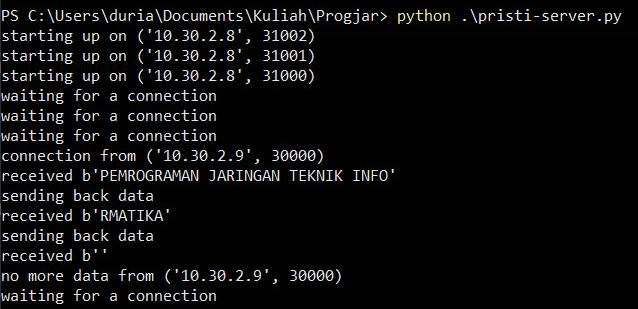 PS C:\Users\duria\Documents\Kuliah\Progjar> python .\pristi-server.py
starting up on ('10.30.2.8', 31002)
starting up on ('10.30.2.8', 31001)
starting up on ('10.30.2.8', 31000)
waiting for a connection
waiting for a connection
waiting for a connection
connection from ('10.30.2.9', 30000)
received b'PEMROGRAMAN JARINGAN TEKNIK INFO'
sending back data
received b'RMATIKA'
sending back data
received b''
no more data from ('10.30.2.9', 30000)
waiting for a connection